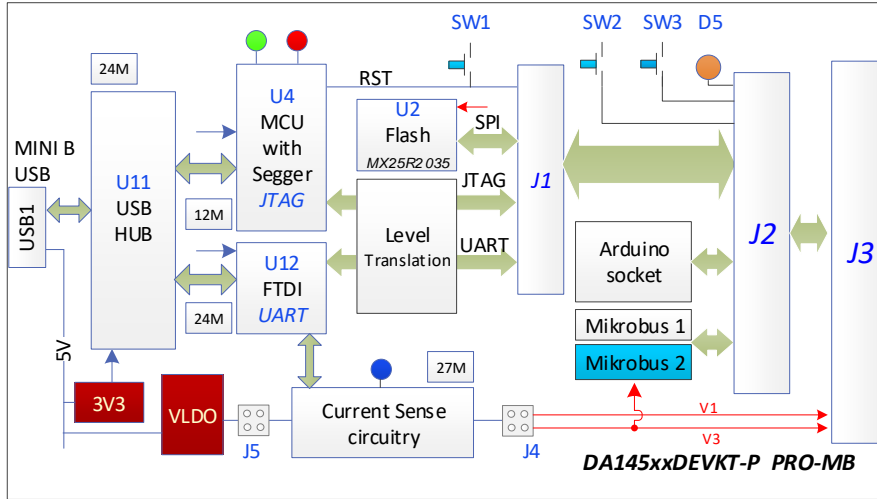 SW1
SW2
SW3
D5
24M
U4
MCU
with
Segger
JTAG
RST
U2
Flash
MX25R2035
SPI
J1
J2
J3
MINI B
USB
USB1
U11
USB
HUB
12M
JTAG
Level
Translation
UART
U12
FTDI
UART
24M
Arduino
socket
Mikrobus 1
Mikrobus 2
5V
3V3
VLDO
J5
27M
Current Sense
circuitry
J4
V1
V3
DA145xxDEVKT-P PRO-MB